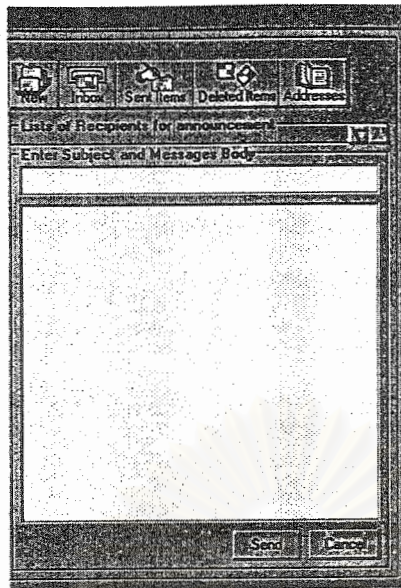 New Inbox Sent Items Deleted Items Addresses
Lists of Recipients for announcement
Enter Subject and Messages Body
Send Cancel